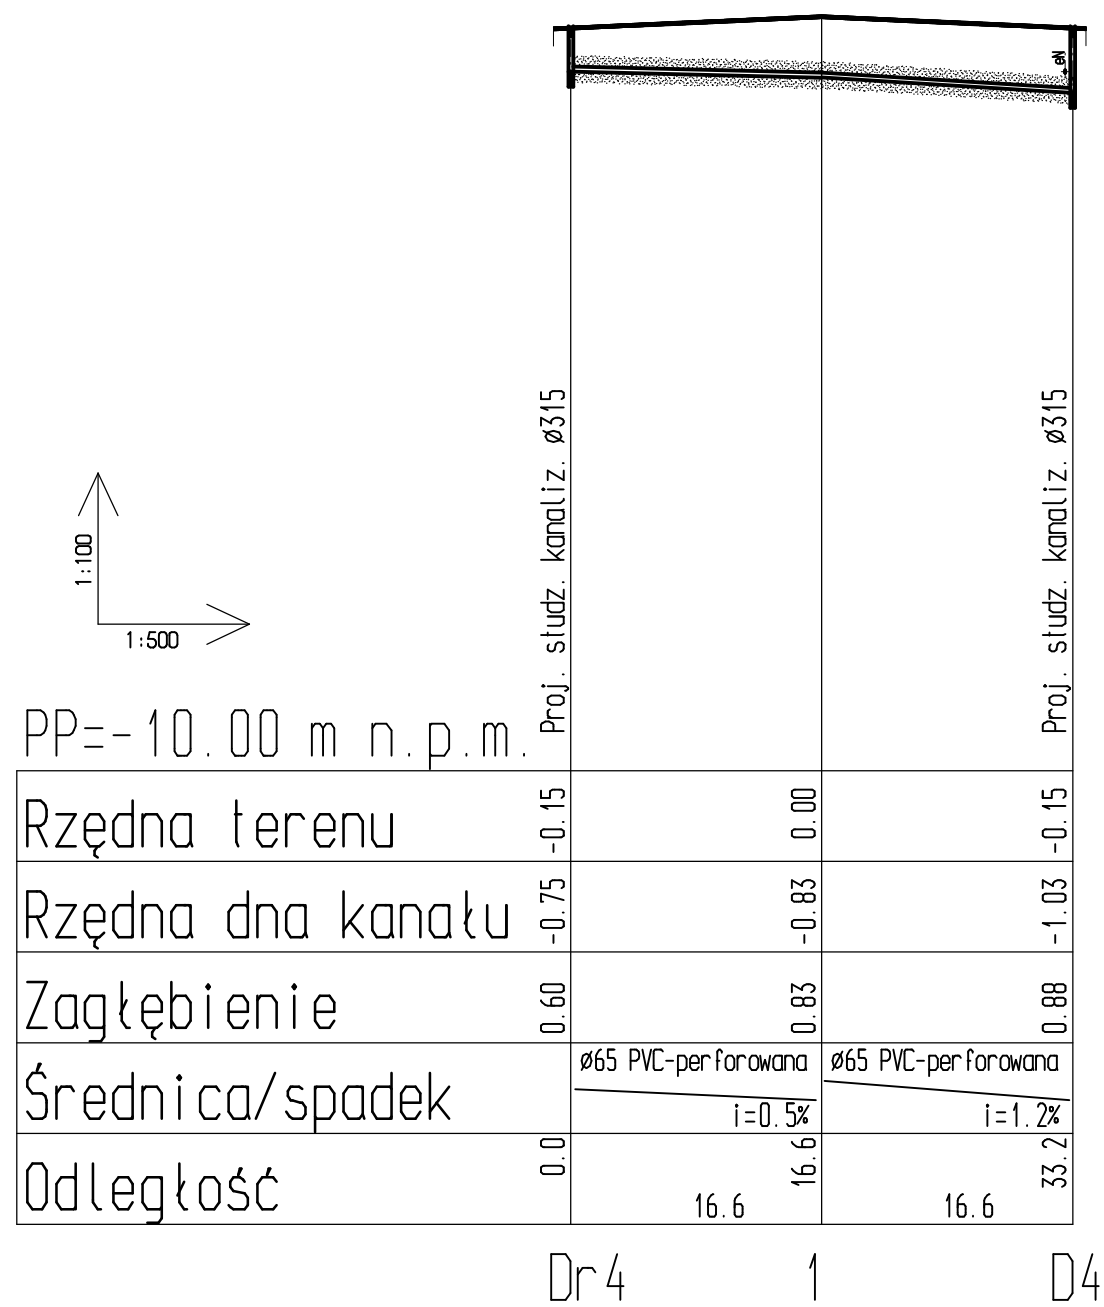 eN
Proj. studz. kanaliz. ø315
Proj. studz. kanaliz. ø315
1:100
1:500
PP=-10.00 m n.p.m.
Rzędna terenu -0.15 0.00 -0.15
Rzędna dna kanału -0.75 -0.83 -1.03
Zagłębienie 0.60 0.83 0.88
Średnica/spadek ø65 PVC-perforowana ø65 PVC-perforowana
i=0.5% i=1.2%
Odległość 0.0 16.6 33.2
16.6 16.6
Dr4 1 D4